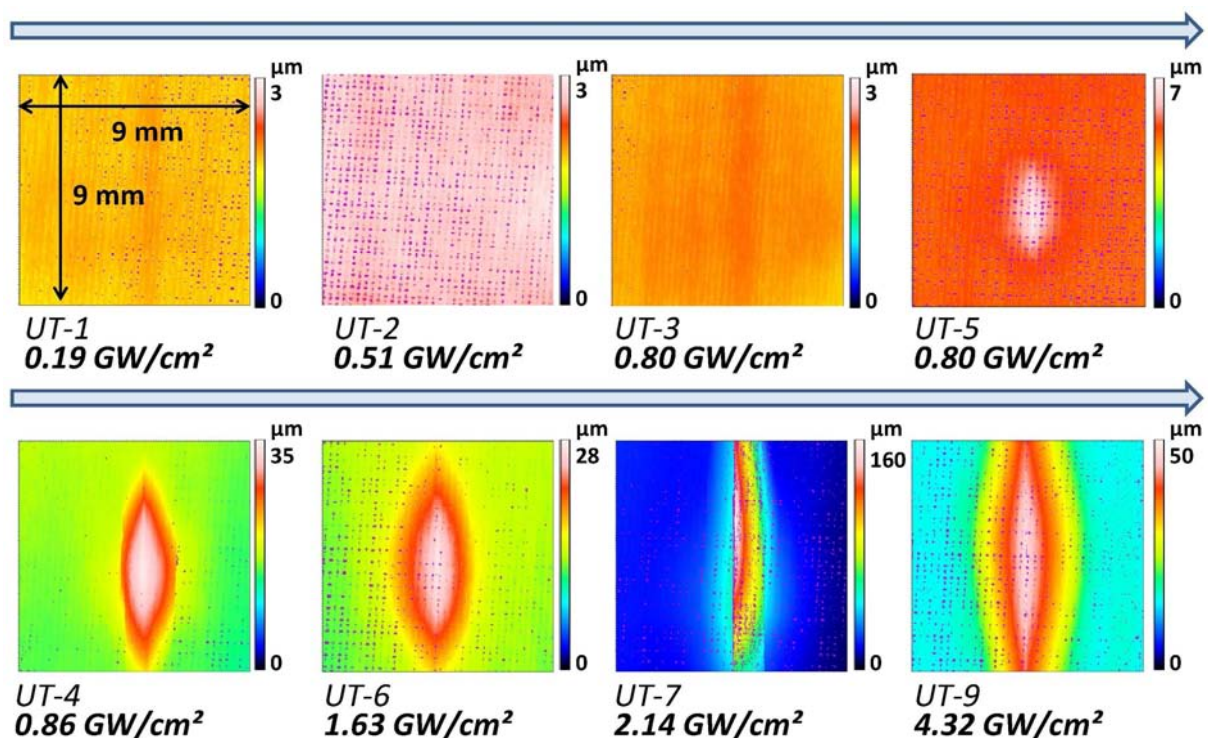 µm
3
9 mm
9 mm
0
UT-1
0.19 GW/cm²
µm
3
0
UT-2
0.51 GW/cm²
µm
3
0
UT-3
0.80 GW/cm²
µm
7
0
UT-5
0.80 GW/cm²
µm
35
0
UT-4
0.86 GW/cm²
µm
28
0
UT-6
1.63 GW/cm²
µm
160
0
UT-7
2.14 GW/cm²
µm
50
0
UT-9
4.32 GW/cm²